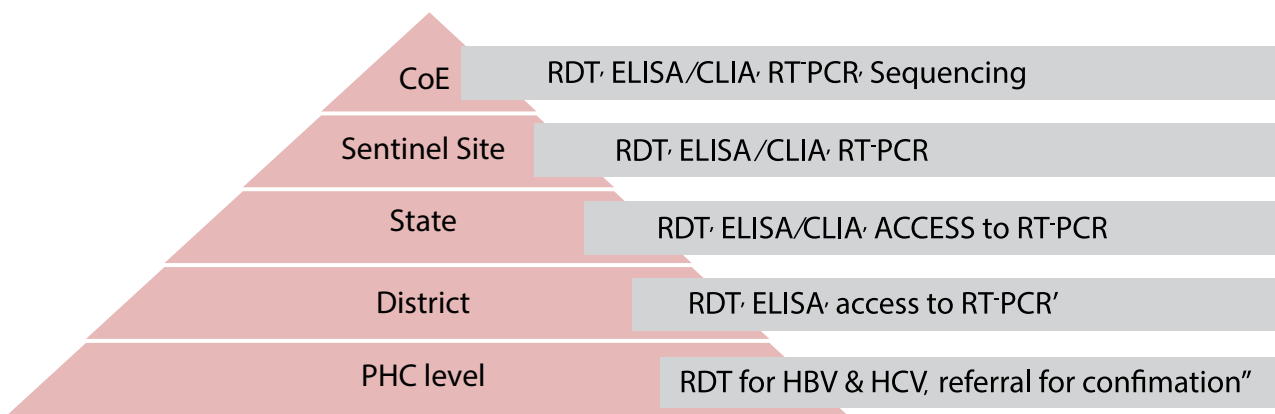 CoE
RDT, ELISA/CLIA, RT-PCR, Sequencing
Sentinel Site
RDT, ELISA/CLIA, RT-PCR
State
RDT, ELISA/CLIA, ACCESS to RT-PCR
District
RDT, ELISA, access to RT-PCR’
PHC level
RDT for HBV & HCV, referral for confimation”